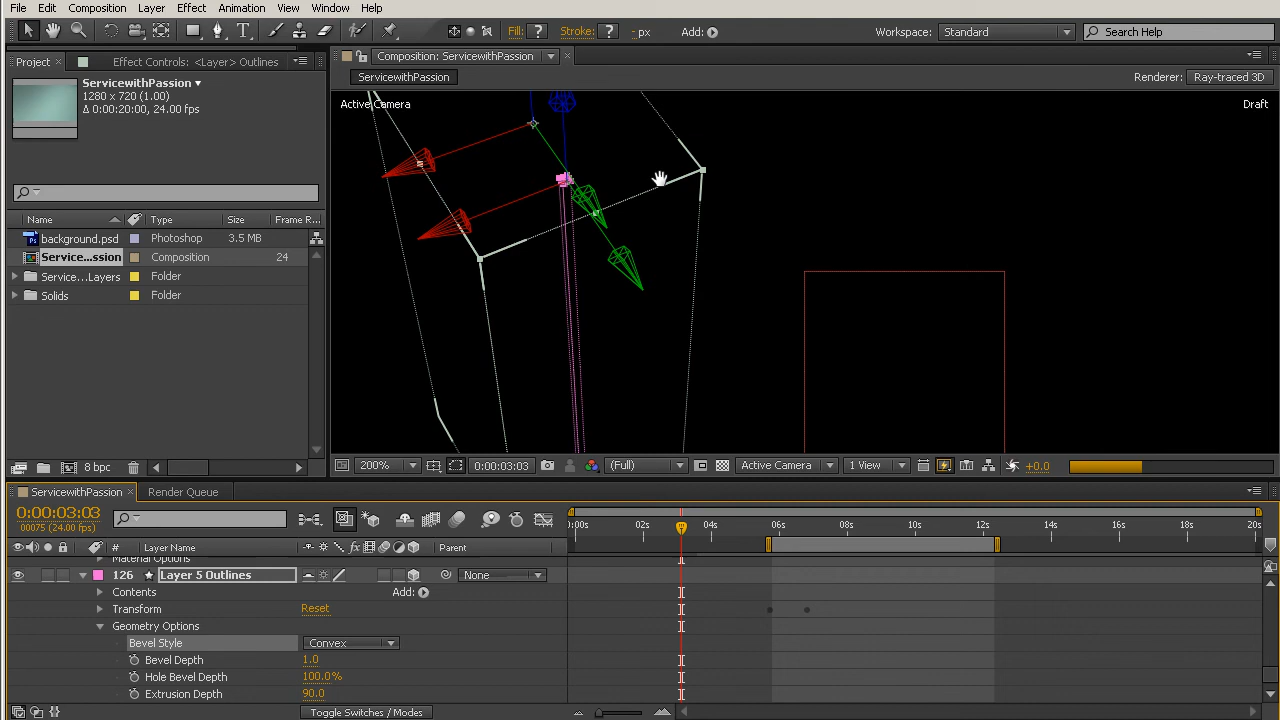 File Edit Composition Layer Effect Animation View Window Help
Fill: ? Stroke: ? - px Add: Workspace: Standard Search Help
Project Effect Controls: <Layer> Outlines Composition: ServicewithPassion
ServicewithPassion Renderer: Ray-traced 3D
ServicewithPassion
1280 x 720 (1.00)
Δ 0:00:20:00, 24.00 fps
Active Camera Draft
Name Type Size Frame R...
background.psd Photoshop 3.5 MB
Service...ssion Composition 24
Service...Layers Folder
Solids Folder
8 bpc 200% 0:00:03:03 (Full) Active Camera 1 View +0.0
ServicewithPassion Render Queue
0:00:03:03
00075 (24.00 fps)
:00s 02s 04s 06s 08s 10s 12s 14s 16s 18s 20s
# Layer Name Parent
Material Options
126 Layer 5 Outlines None
Contents Add:
Transform Reset
Geometry Options
Bevel Style Convex
Bevel Depth 1.0
Hole Bevel Depth 100.0%
Extrusion Depth 90.0
Toggle Switches / Modes